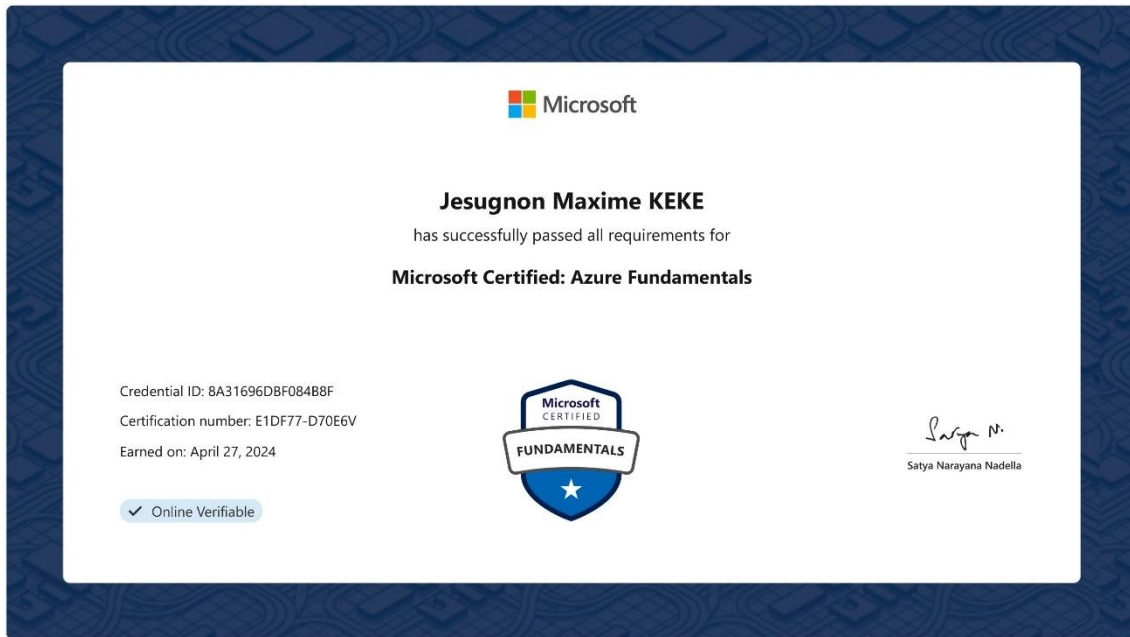 Microsoft
Jesugnon Maxime KEKE
has successfully passed all requirements for
Microsoft Certified: Azure Fundamentals
Credential ID: 8A31696DBF084B8F
Certification number: E1DF77-D70E6V
Earned on: April 27, 2024
Online Verifiable
Microsoft
CERTIFIED
FUNDAMENTALS
Satya N.
Satya Narayana Nadella